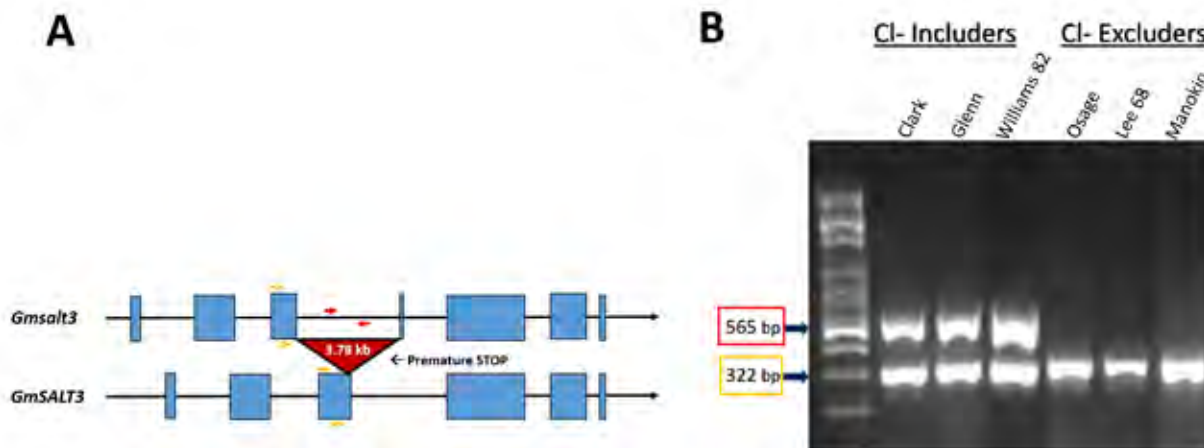 A
Gmsalt3
3.78 kb
← Premature STOP
GmSALT3
B
Cl- Includers
Cl- Excluders
Clark
Glenn
Williams 82
Osage
Lee 68
Manokin
565 bp
322 bp